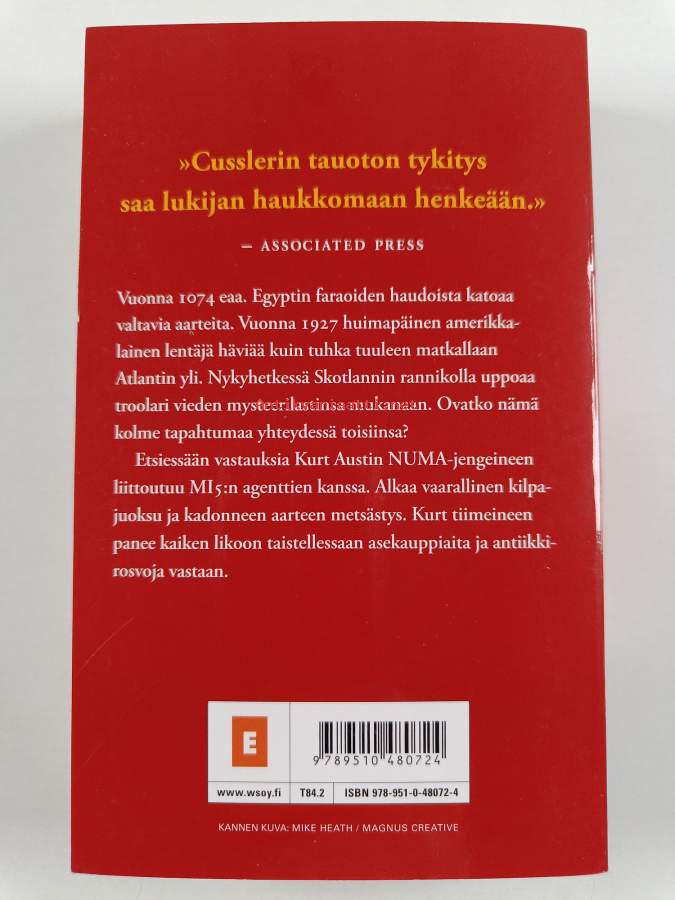 »Cusslerin tauoton tykitys
saa lukijan haukkomaan henkeään.»
– ASSOCIATED PRESS
Vuonna 1074 eaa. Egyptin faraoiden haudoista katoaa
valtavia aarteita. Vuonna 1927 huimapäinen amerikka-
lainen lentäjä häviää kuin tuhka tuuleen matkallaan
Atlantin yli. Nykyhetkessä Skotlannin rannikolla uppoaa
troolari vieden mysteerilastinsa mukanaan. Ovatko nämä
kolme tapahtumaa yhteydessä toisiinsa?
Etsiessään vastauksia Kurt Austin NUMA-jengeineen
liittoutuu MI5:n agenttien kanssa. Alkaa vaarallinen kilpa-
juoksu ja kadonneen aarteen metsästys. Kurt tiimeineen
panee kaiken likoon taistellessaan asekauppiaita ja antiikki-
rosvoja vastaan.
E
9 789510 480724
www.wsoy.fi T84.2 ISBN 978-951-0-48072-4
KANNEN KUVA: MIKE HEATH / MAGNUS CREATIVE